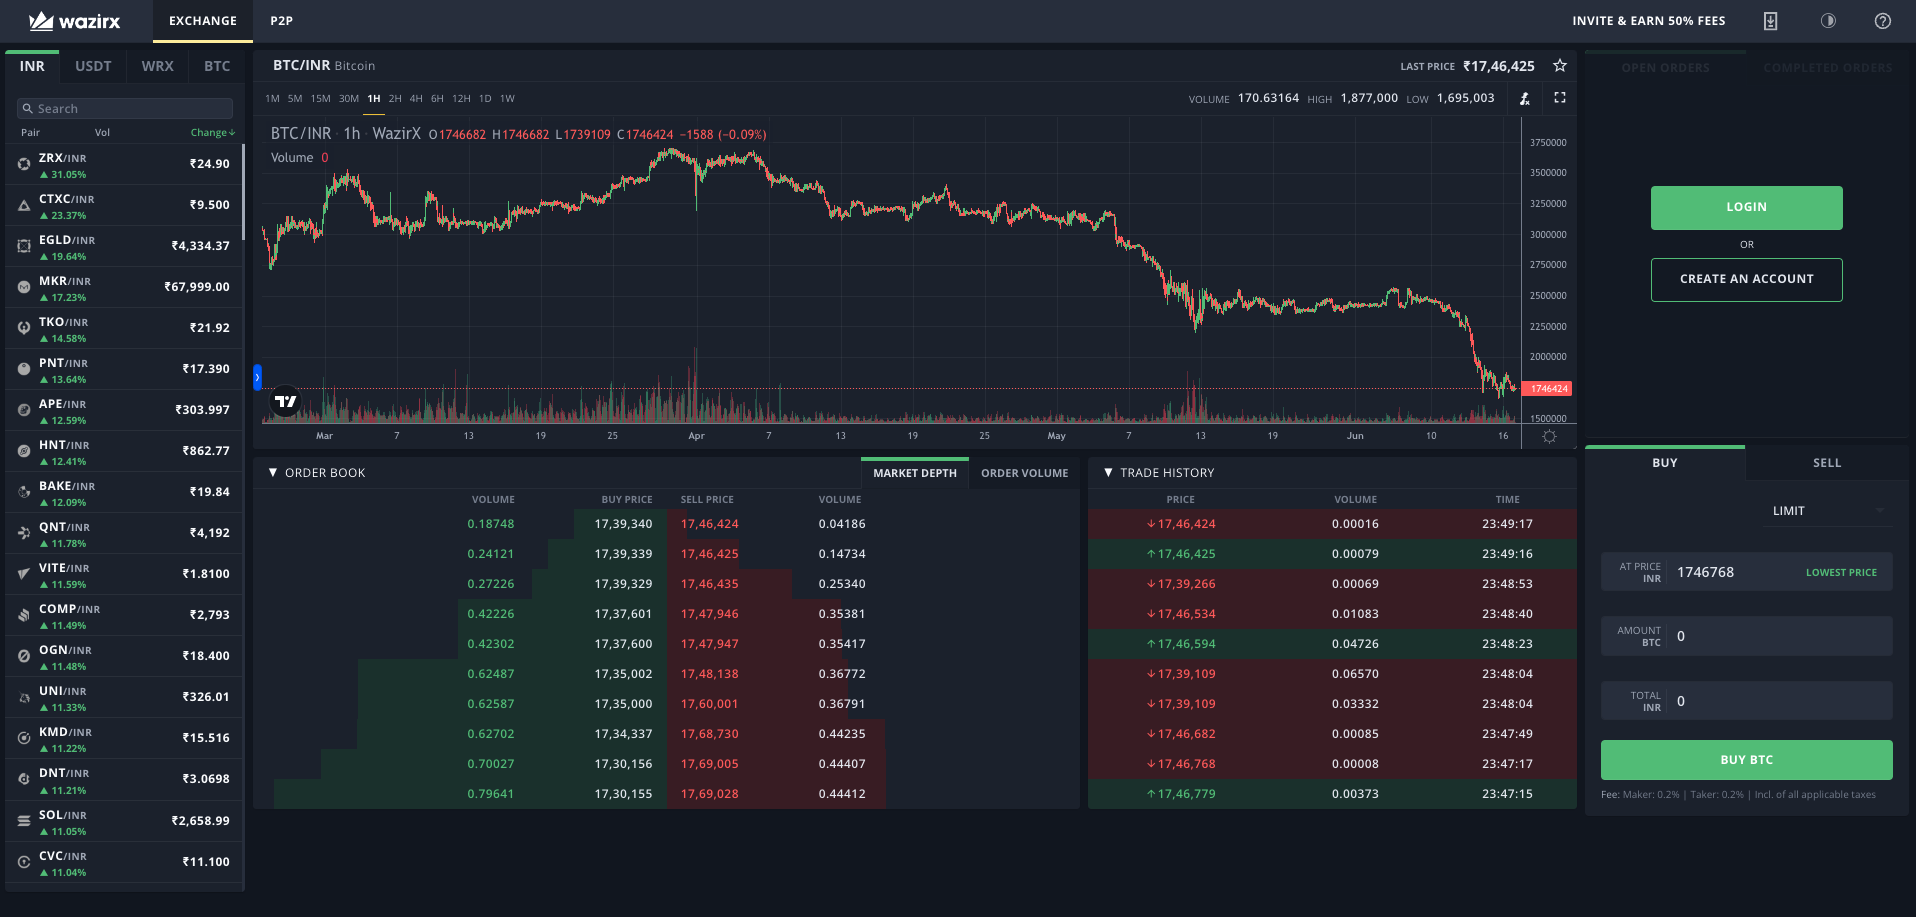 wazirx
EXCHANGE
P2P
INVITE & EARN 50% FEES
INR
USDT
WRX
BTC
Search
Pair Vol Change
ZRX/INR ₹24.90
31.05%
CTXC/INR ₹9.500
23.37%
EGLD/INR ₹4,334.37
19.64%
MKR/INR ₹67,999.00
17.23%
TKO/INR ₹21.92
14.58%
PNT/INR ₹17.390
13.64%
APE/INR ₹303.997
12.59%
HNT/INR ₹862.77
12.41%
BAKE/INR ₹19.84
12.09%
QNT/INR ₹4,192
11.78%
VITE/INR ₹1.8100
11.59%
COMP/INR ₹2,793
11.49%
OGN/INR ₹18.400
11.48%
UNI/INR ₹326.01
11.33%
KMD/INR ₹15.516
11.22%
DNT/INR ₹3.0698
11.21%
SOL/INR ₹2,658.99
11.05%
CVC/INR ₹11.100
11.04%
BTC/INR Bitcoin
LAST PRICE ₹17,46,425
1M 5M 15M 30M 1H 2H 4H 6H 12H 1D 1W
VOLUME 170.63164 HIGH 1,877,000 LOW 1,695,003
BTC/INR · 1h · WazirX O1746682 H1746682 L1739109 C1746424 −1588 (−0.09%)
Volume 0
3750000
3500000
3250000
3000000
2750000
2500000
2250000
2000000
1746424
1500000
Mar 7 13 19 25 Apr 7 13 19 25 May 7 13 19 Jun 10 16
ORDER BOOK
MARKET DEPTH
ORDER VOLUME
VOLUME BUY PRICE SELL PRICE VOLUME
0.18748 17,39,340 17,46,424 0.04186
0.24121 17,39,339 17,46,425 0.14734
0.27226 17,39,329 17,46,435 0.25340
0.42226 17,37,601 17,47,946 0.35381
0.42302 17,37,600 17,47,947 0.35417
0.62487 17,35,002 17,48,138 0.36772
0.62587 17,35,000 17,60,001 0.36791
0.62702 17,34,337 17,68,730 0.44235
0.70027 17,30,156 17,69,005 0.44407
0.79641 17,30,155 17,69,028 0.44412
TRADE HISTORY
PRICE VOLUME TIME
17,46,424 0.00016 23:49:17
17,46,425 0.00079 23:49:16
17,39,266 0.00069 23:48:53
17,46,534 0.01083 23:48:40
17,46,594 0.04726 23:48:23
17,39,109 0.06570 23:48:04
17,39,109 0.03332 23:48:04
17,46,682 0.00085 23:47:49
17,46,768 0.00008 23:47:17
17,46,779 0.00373 23:47:15
OPEN ORDERS
COMPLETED ORDERS
LOGIN
OR
CREATE AN ACCOUNT
BUY
SELL
LIMIT
AT PRICE
INR
1746768
LOWEST PRICE
AMOUNT
BTC
0
TOTAL
INR
0
BUY BTC
Fee: Maker: 0.2% | Taker: 0.2% | Incl. of all applicable taxes